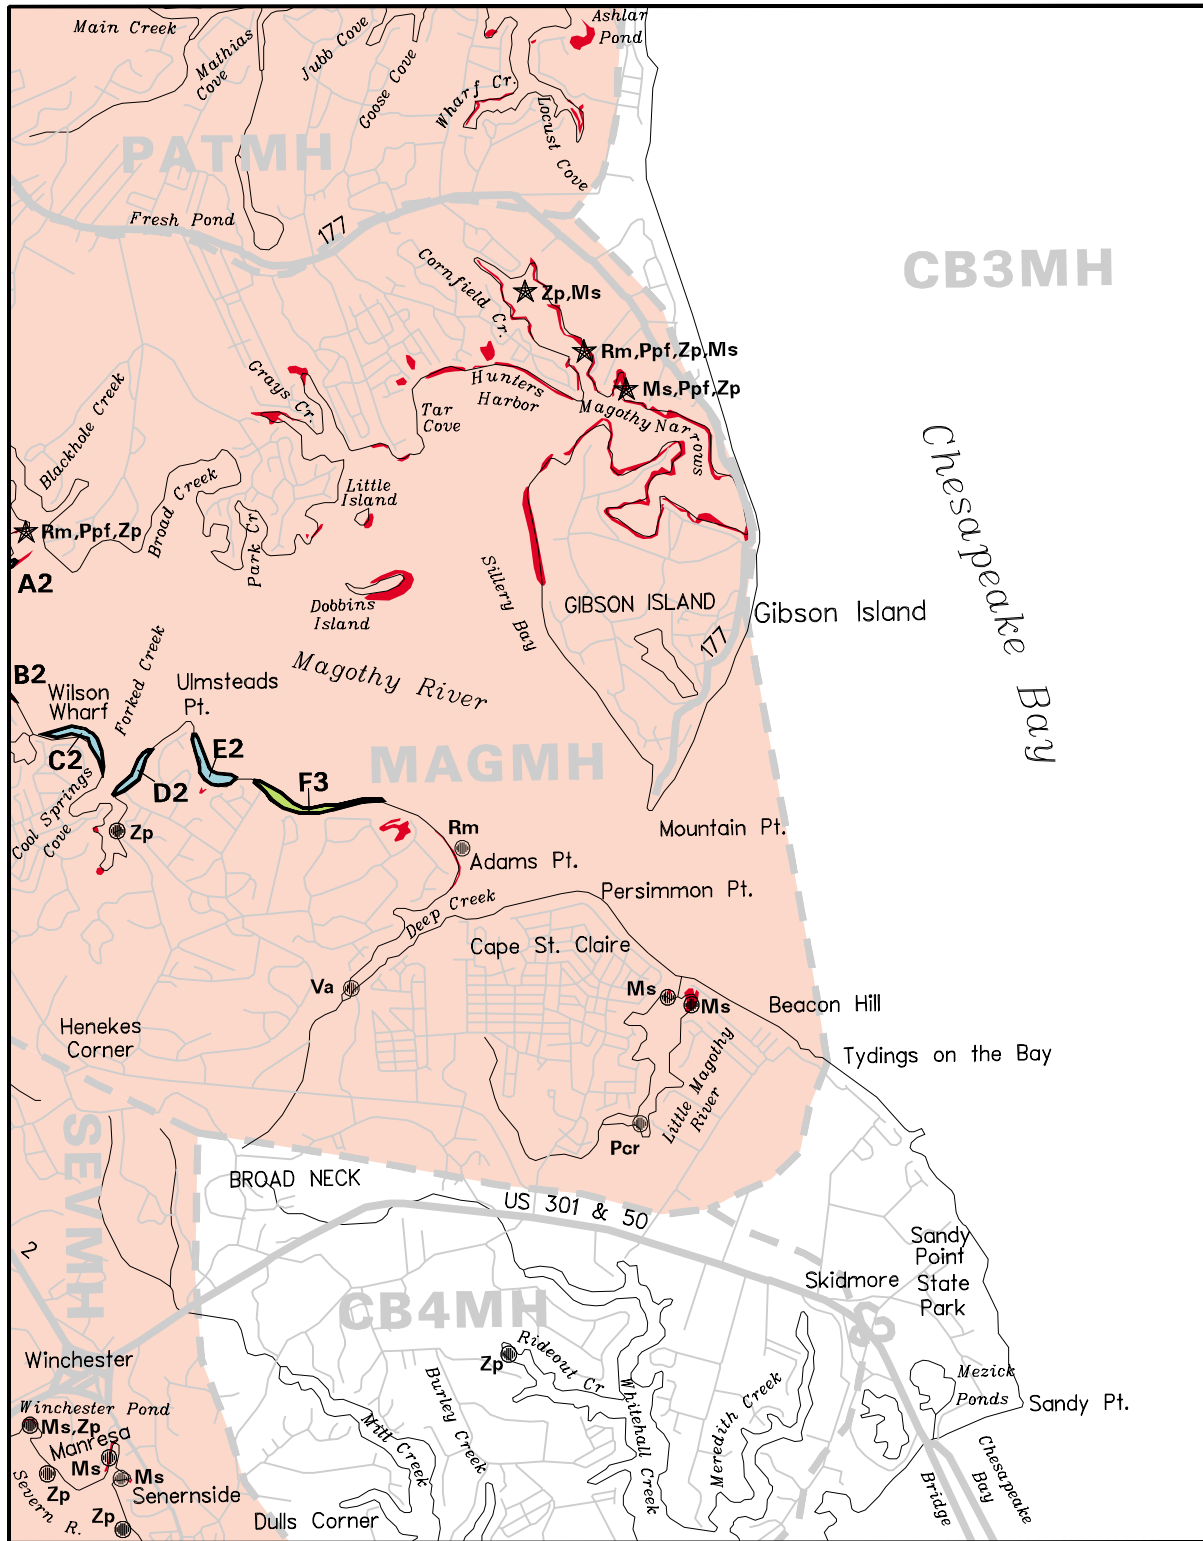 Main Creek
Mathias
Cove
Jubb Cove
Goose Cove
Wharf Cr.
Locust Cove
Ashlar
Pond
PATMH
Fresh Pond
177
CB3MH
Cornfield Cr.
Zp,Ms
Rm,Ppf,Zp,Ms
Ms,Ppf,Zp
Hunters
Harbor
Magothy Narrows
Grays Cr.
Tar
Cove
Blackhole Creek
Broad Creek
Park Cr.
Little
Island
Rm,Ppf,Zp
A2
Dobbins
Island
Sillery Bay
GIBSON ISLAND
Gibson Island
177
Chesapeake Bay
Magothy River
B2
Wilson
Wharf
Forked Creek
Ulmsteads
Pt.
C2
D2
E2
F3
MAGMH
Cool Springs
Cove
Zp
Rm
Adams Pt.
Mountain Pt.
Persimmon Pt.
Deep Creek
Cape St. Claire
Va
Ms
Ms
Beacon Hill
Henekes
Corner
Tydings on the Bay
Little Magothy
River
Pcr
SEVMH
BROAD NECK
US 301 & 50
2
Sandy
Point
State
Park
Skidmore
CB4MH
Winchester
Zp
Rideout Cr
Mezick
Ponds
Sandy Pt.
Winchester Pond
Ms,Zp
Manresa
Ms
Ms
Zp
Zp
Severn R.
Senernside
Dulls Corner
Mill Creek
Burley Creek
Whitehall Creek
Meredith Creek
Chesapeake
Bay
Bridge